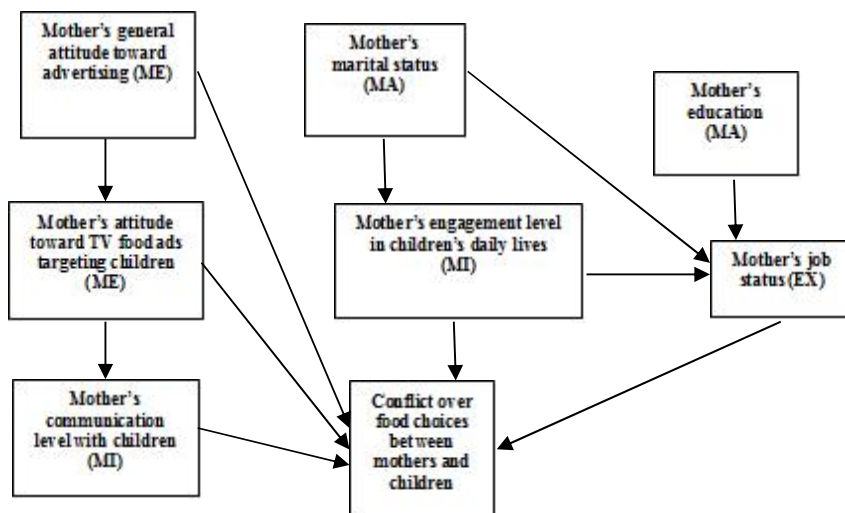 Mother's general
attitude toward
advertising (ME)
Mother's
marital status
(MA)
Mother's
education
(MA)
Mother's attitude
toward TV food ads
targeting children
(ME)
Mother's engagement level
in children's daily lives
(MI)
Mother's job
status (EX)
Mother's
communication
level with children
(MI)
Conflict over
food choices
between
mothers and
children